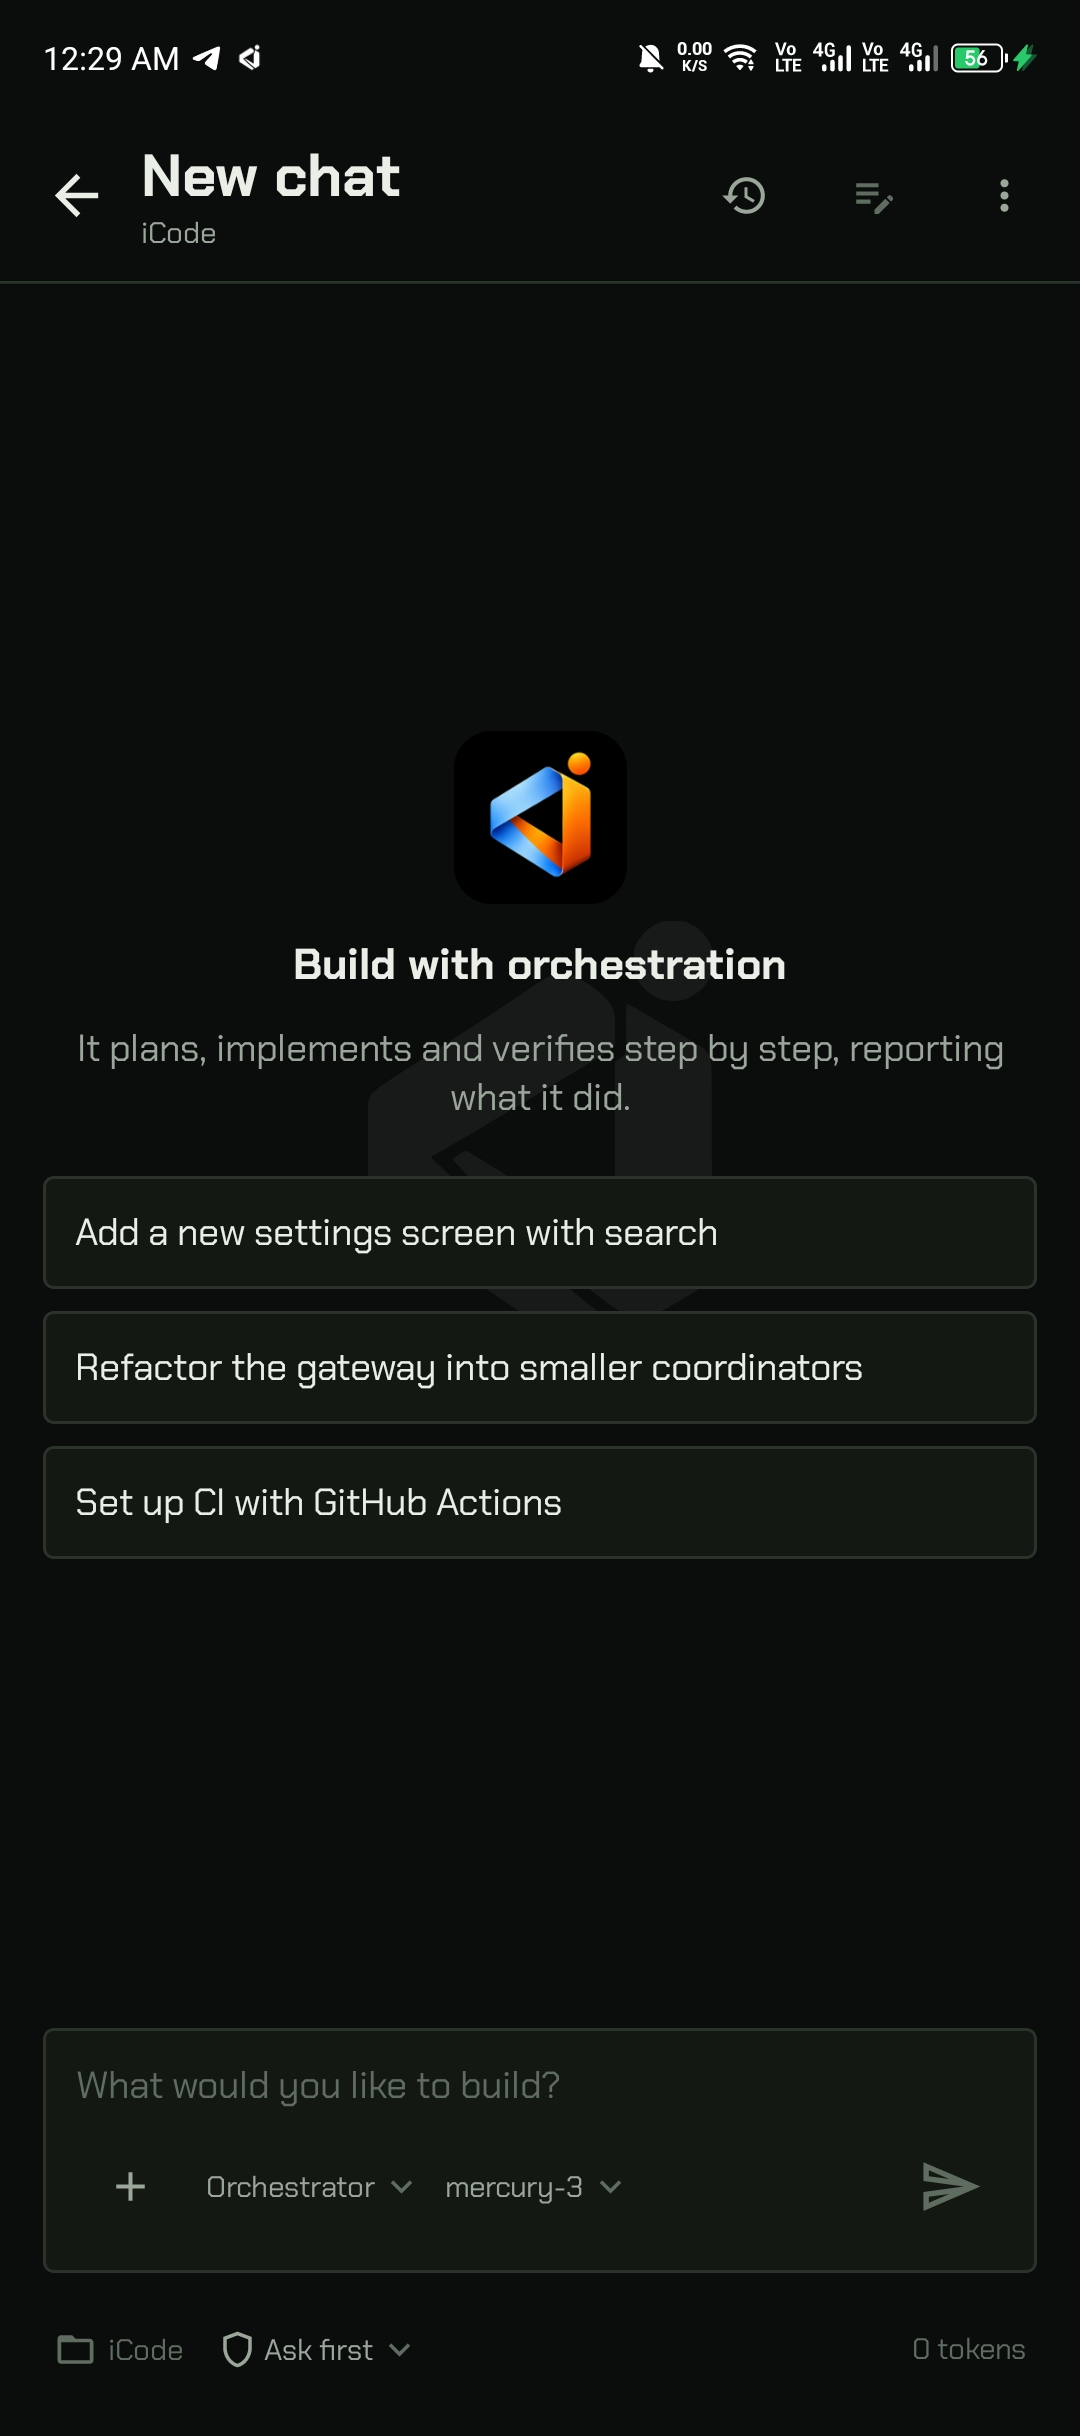 12:29 AM
0.00 K/S
Vo LTE 4G Vo LTE 4G 56
New chat
iCode
Build with orchestration
It plans, implements and verifies step by step, reporting
what it did.
Add a new settings screen with search
Refactor the gateway into smaller coordinators
Set up CI with GitHub Actions
What would you like to build?
Orchestrator mercury-3
iCode Ask first 0 tokens